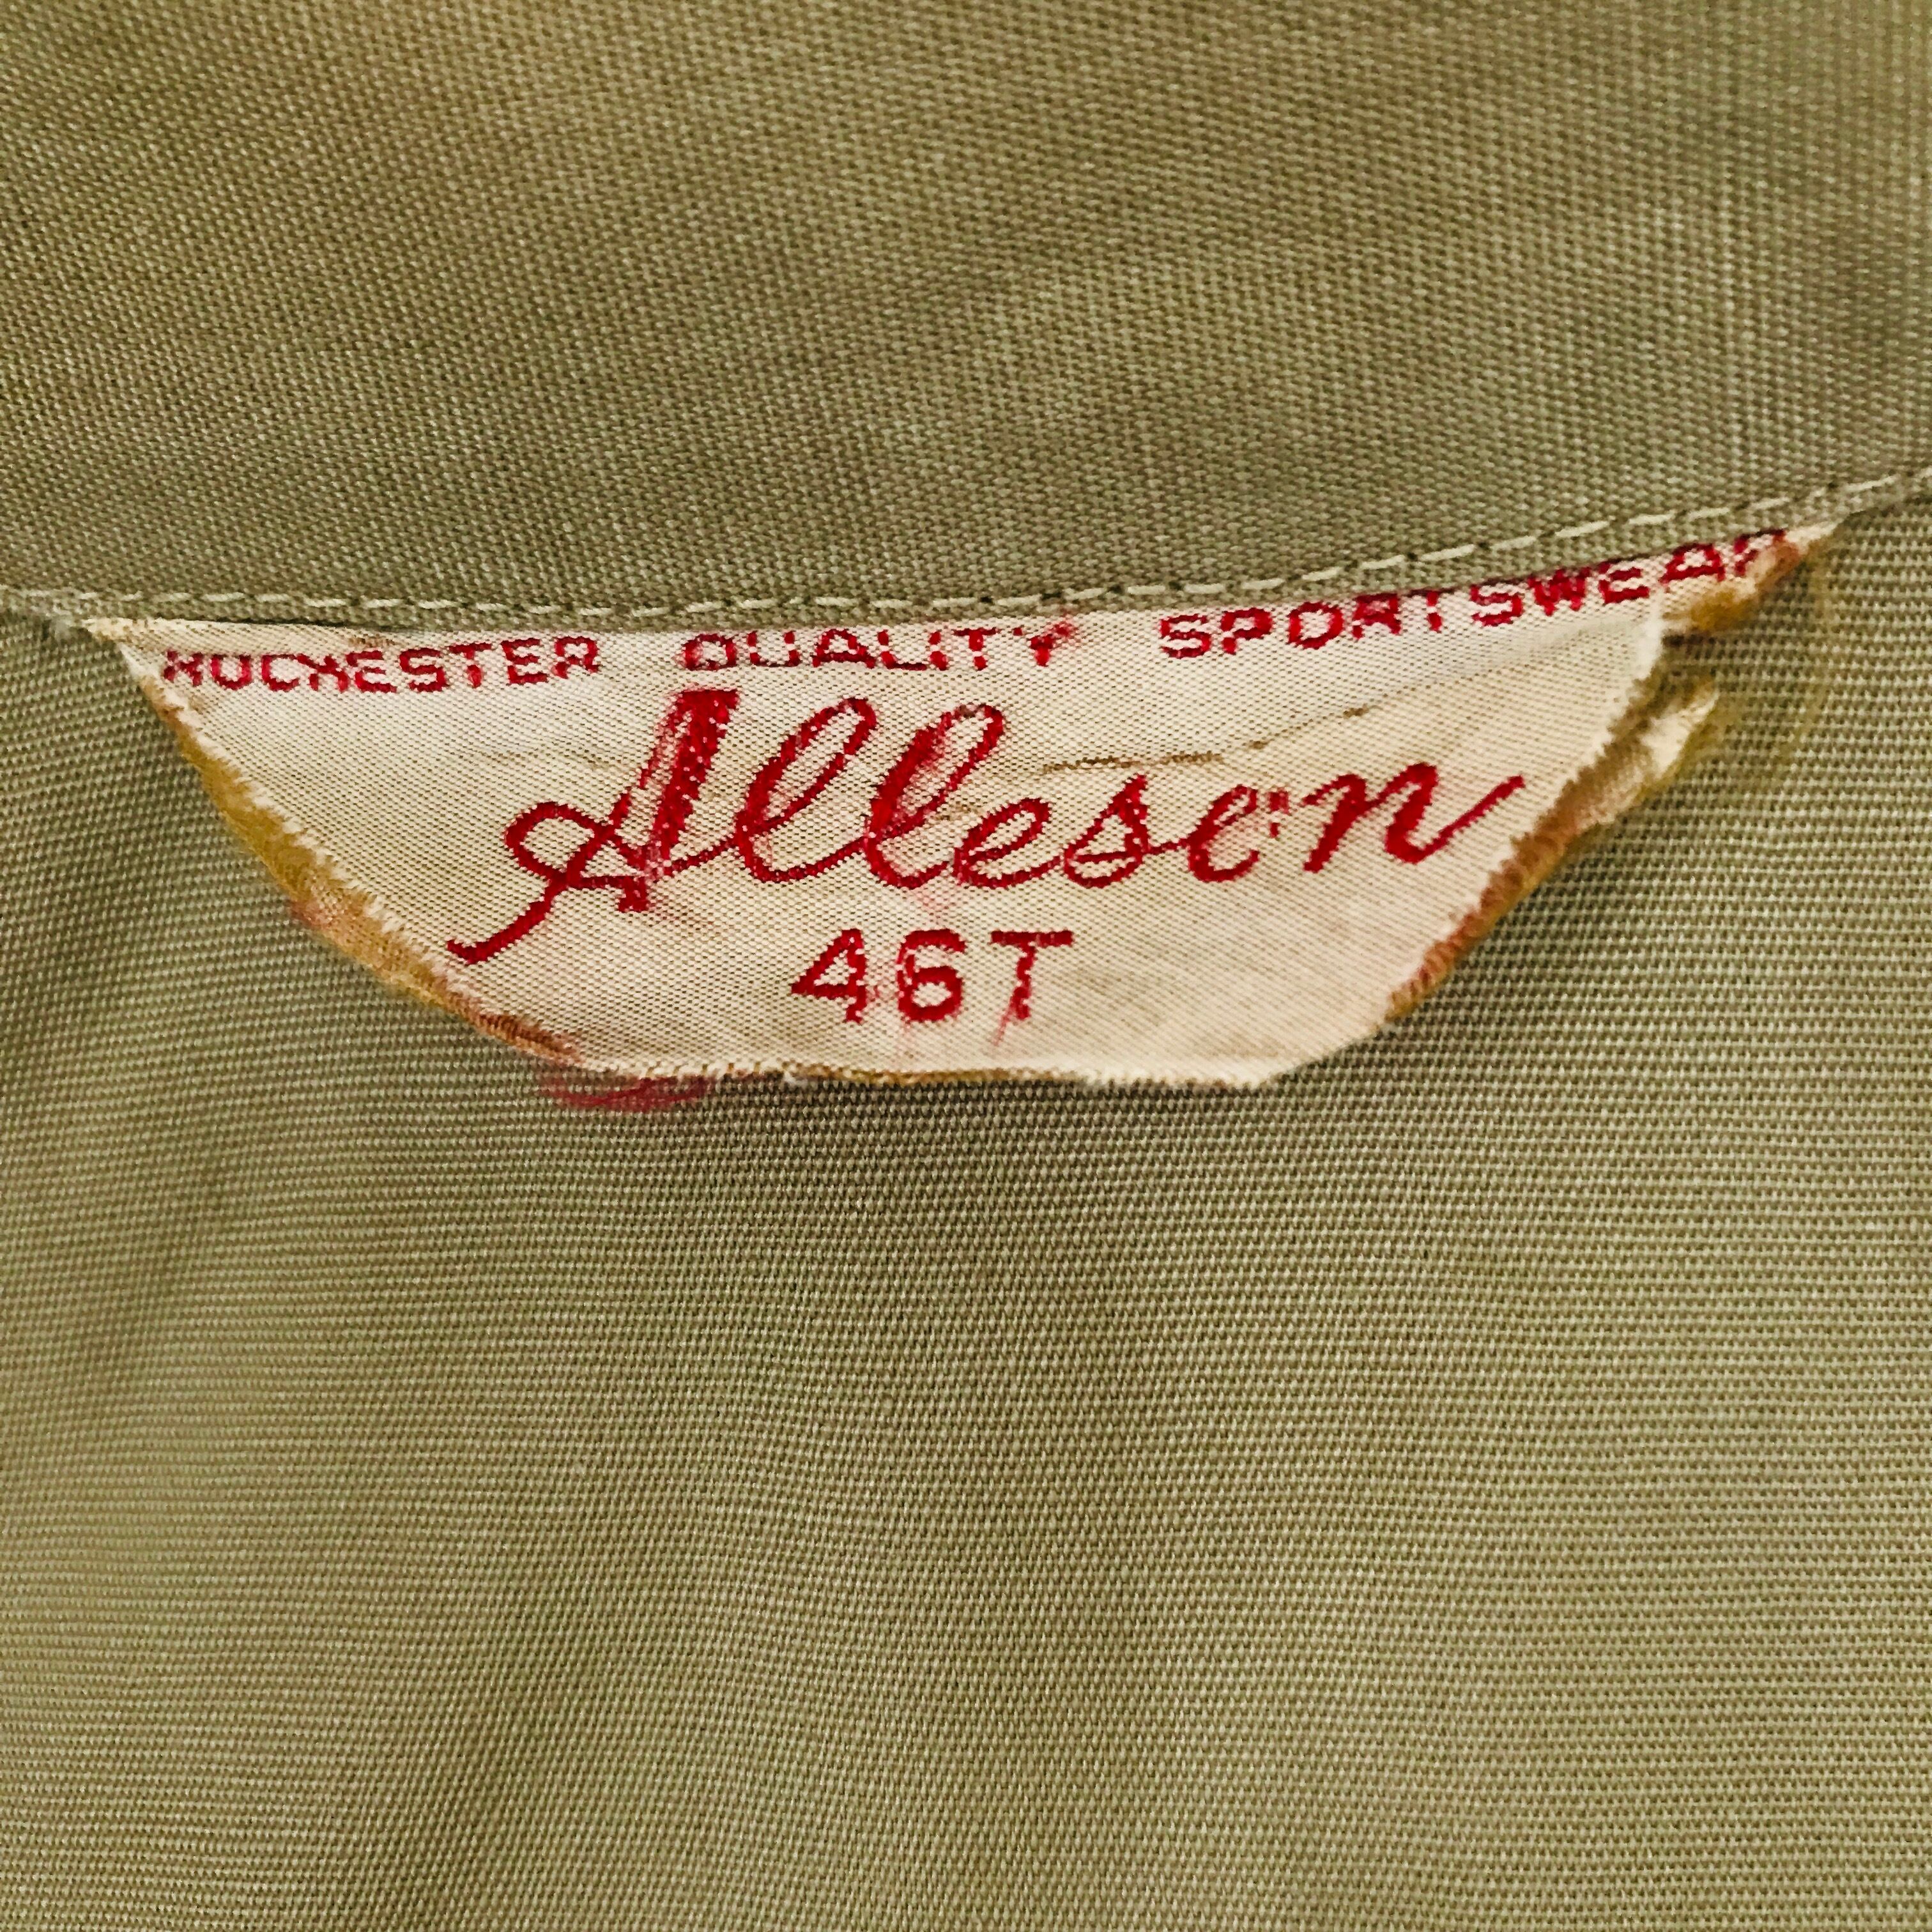 ROCHESTER QUALITY SPORTSWEAR
Alleson
46T